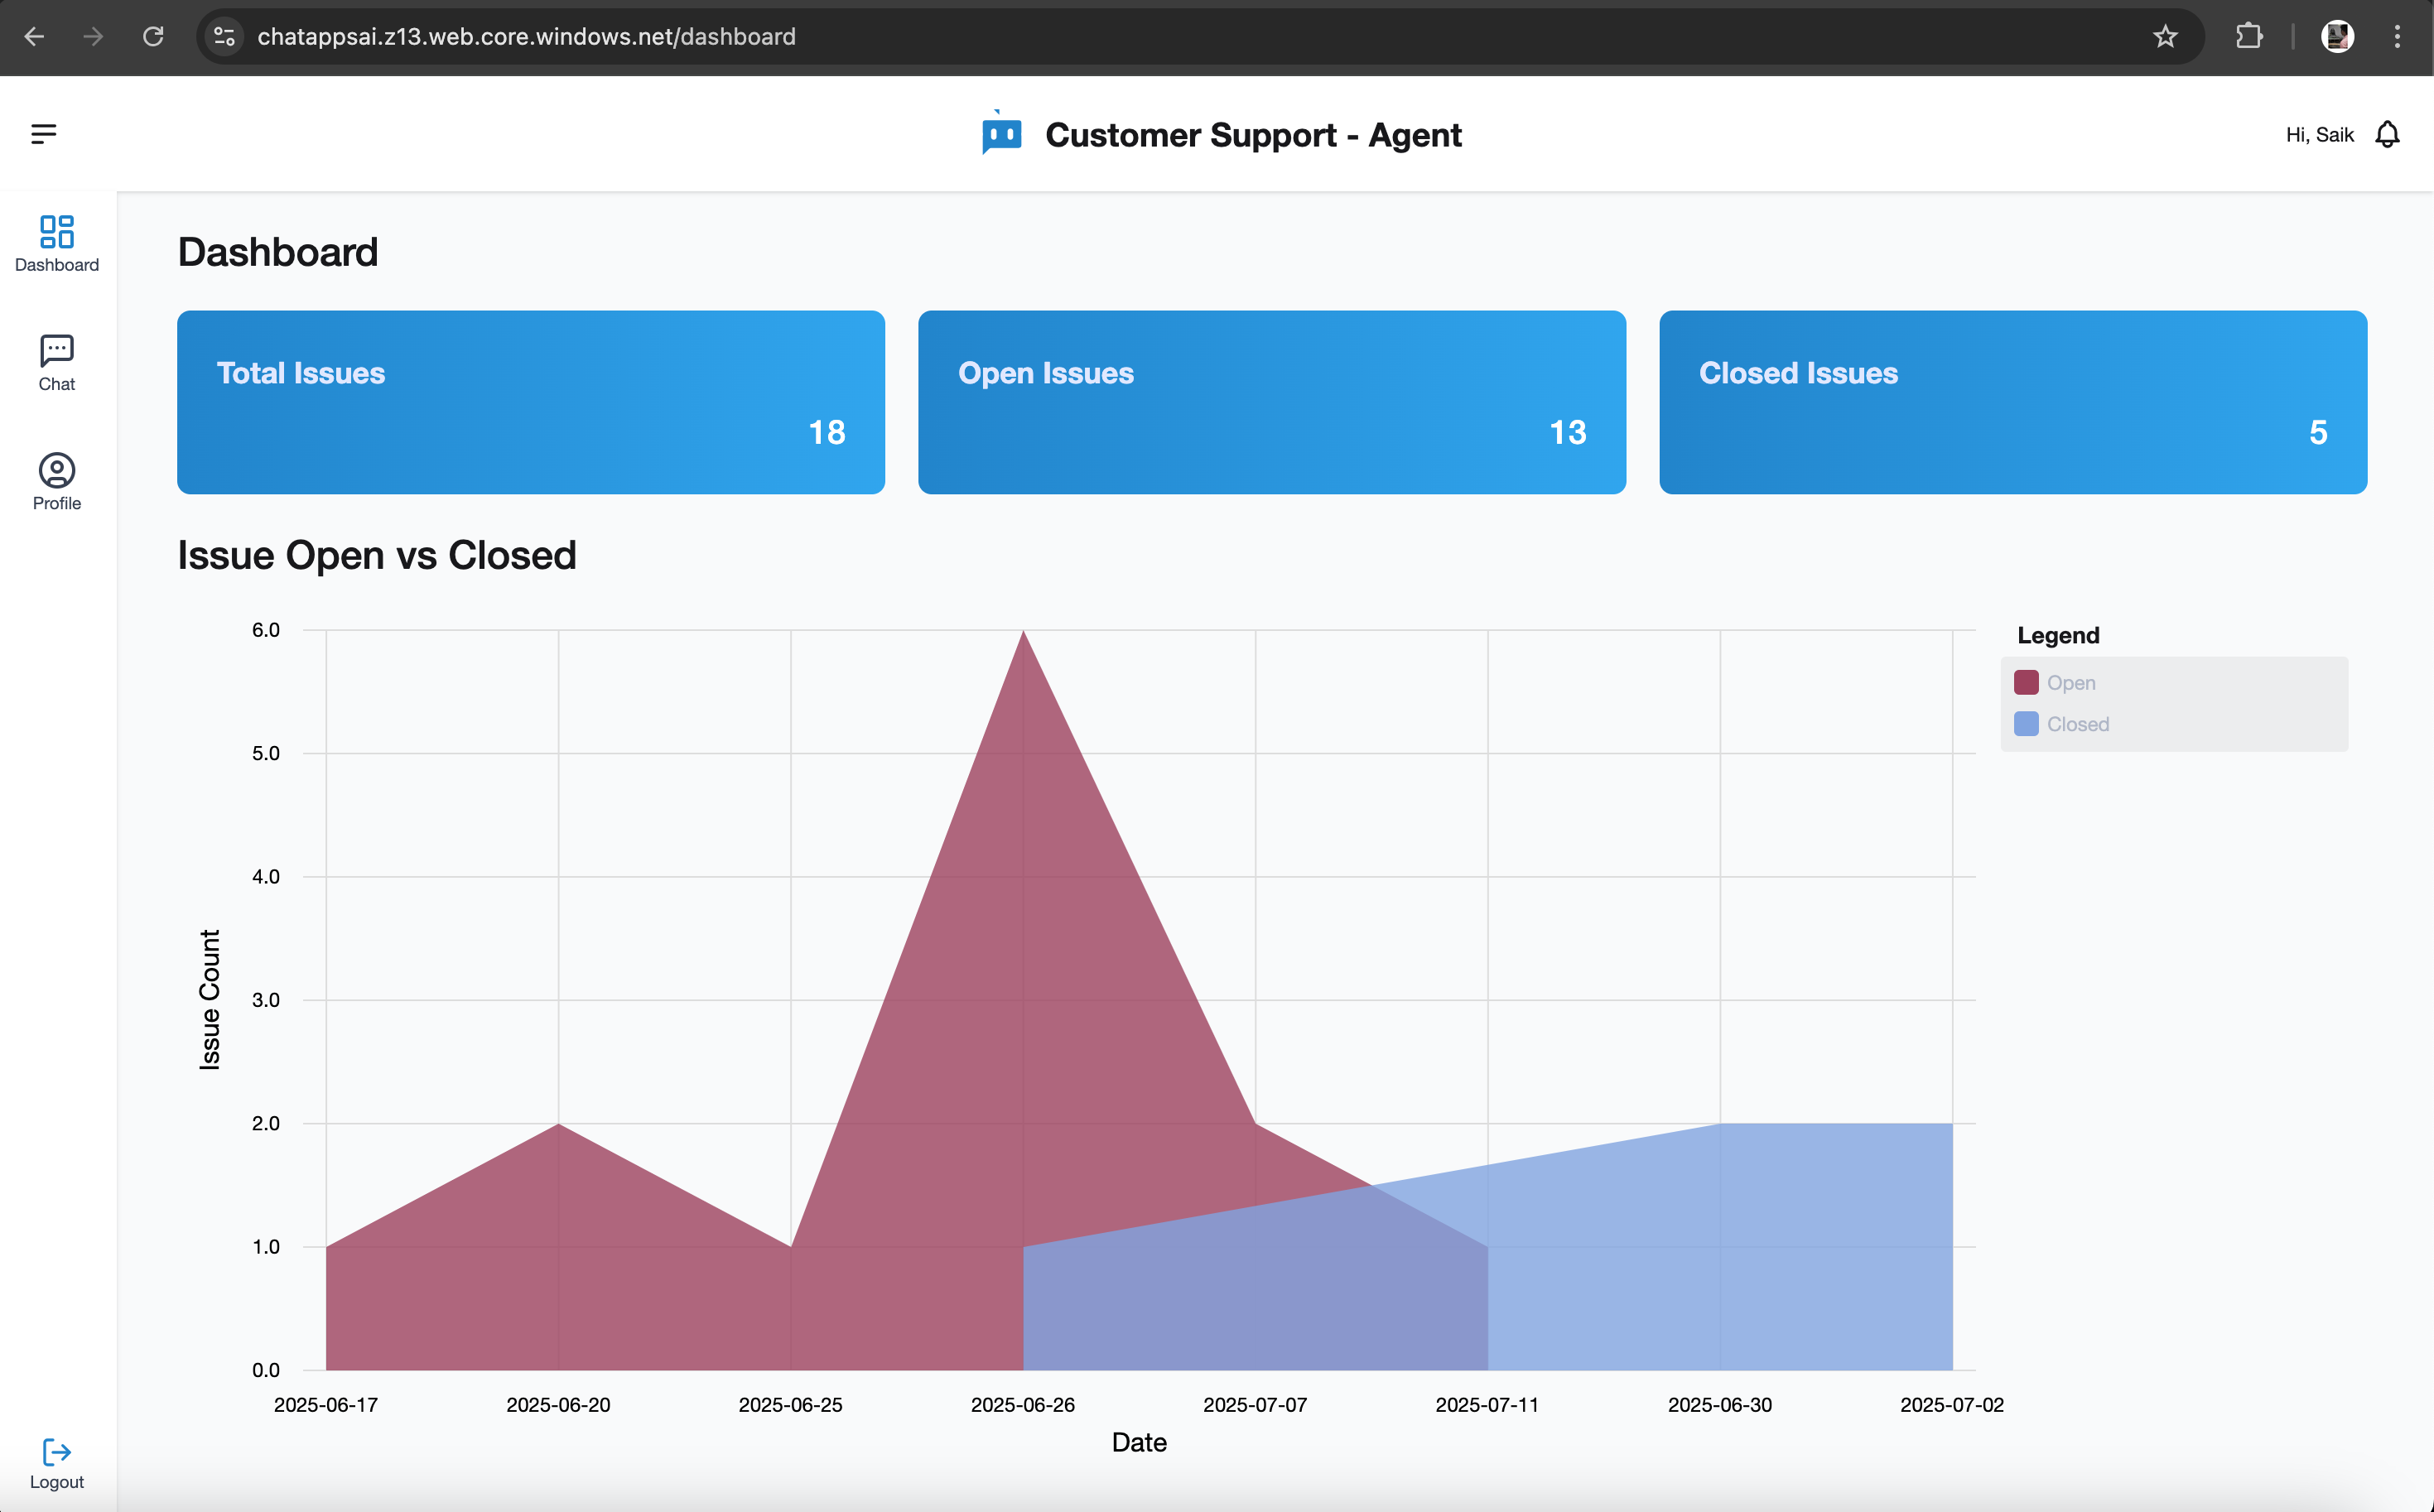 chatappsai.z13.web.core.windows.net/dashboard
Customer Support - Agent
Hi, Saik
Dashboard
Chat
Profile
Logout
Dashboard
Total Issues
18
Open Issues
13
Closed Issues
5
Issue Open vs Closed
6.0
5.0
4.0
3.0
2.0
1.0
0.0
Issue Count
2025-06-17 2025-06-20 2025-06-25 2025-06-26 2025-07-07 2025-07-11 2025-06-30 2025-07-02
Date
Legend
Open
Closed